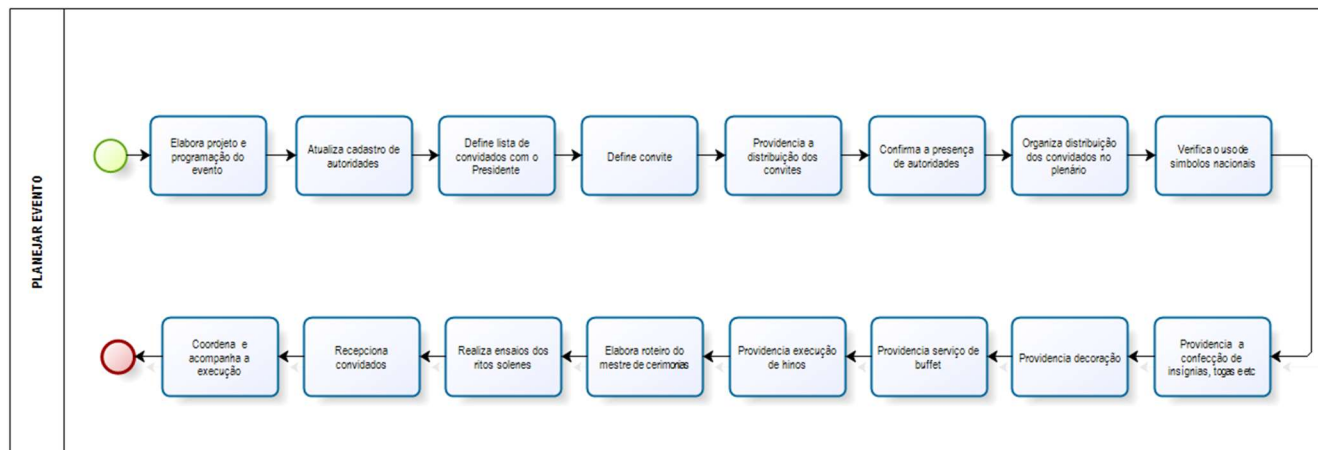 PLANEJAR EVENTO
Elabora projeto e
programação do
evento
Atualiza cadastro de
autoridades
Define lista de
convidados com o
Presidente
Define convite
Providencia a
distribuição dos
convites
Confirma a presença
de autoridades
Organiza distribuição
dos convidados no
plenário
Verifica o uso de
simbolos nacionais
Providencia a
confecção de
insígnias, togas e etc
Providencia decoração
Providencia serviço de
buffet
Providencia execução
de hinos
Elabora roteiro do
mestre de cerimonias
Realiza ensaios dos
ritos solenes
Recepciona
convidados
Coordena e
acompanha a
execução